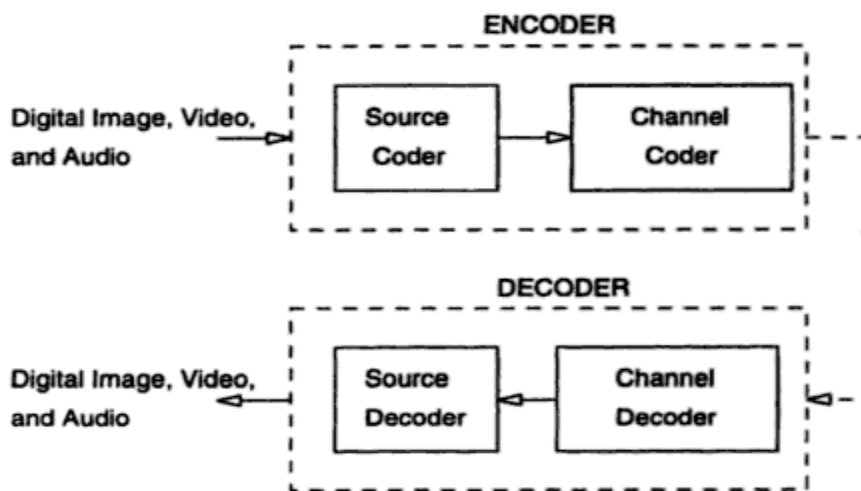 ENCODER
Digital Image, Video,
and Audio
Source
Coder
Channel
Coder
DECODER
Digital Image, Video,
and Audio
Source
Decoder
Channel
Decoder